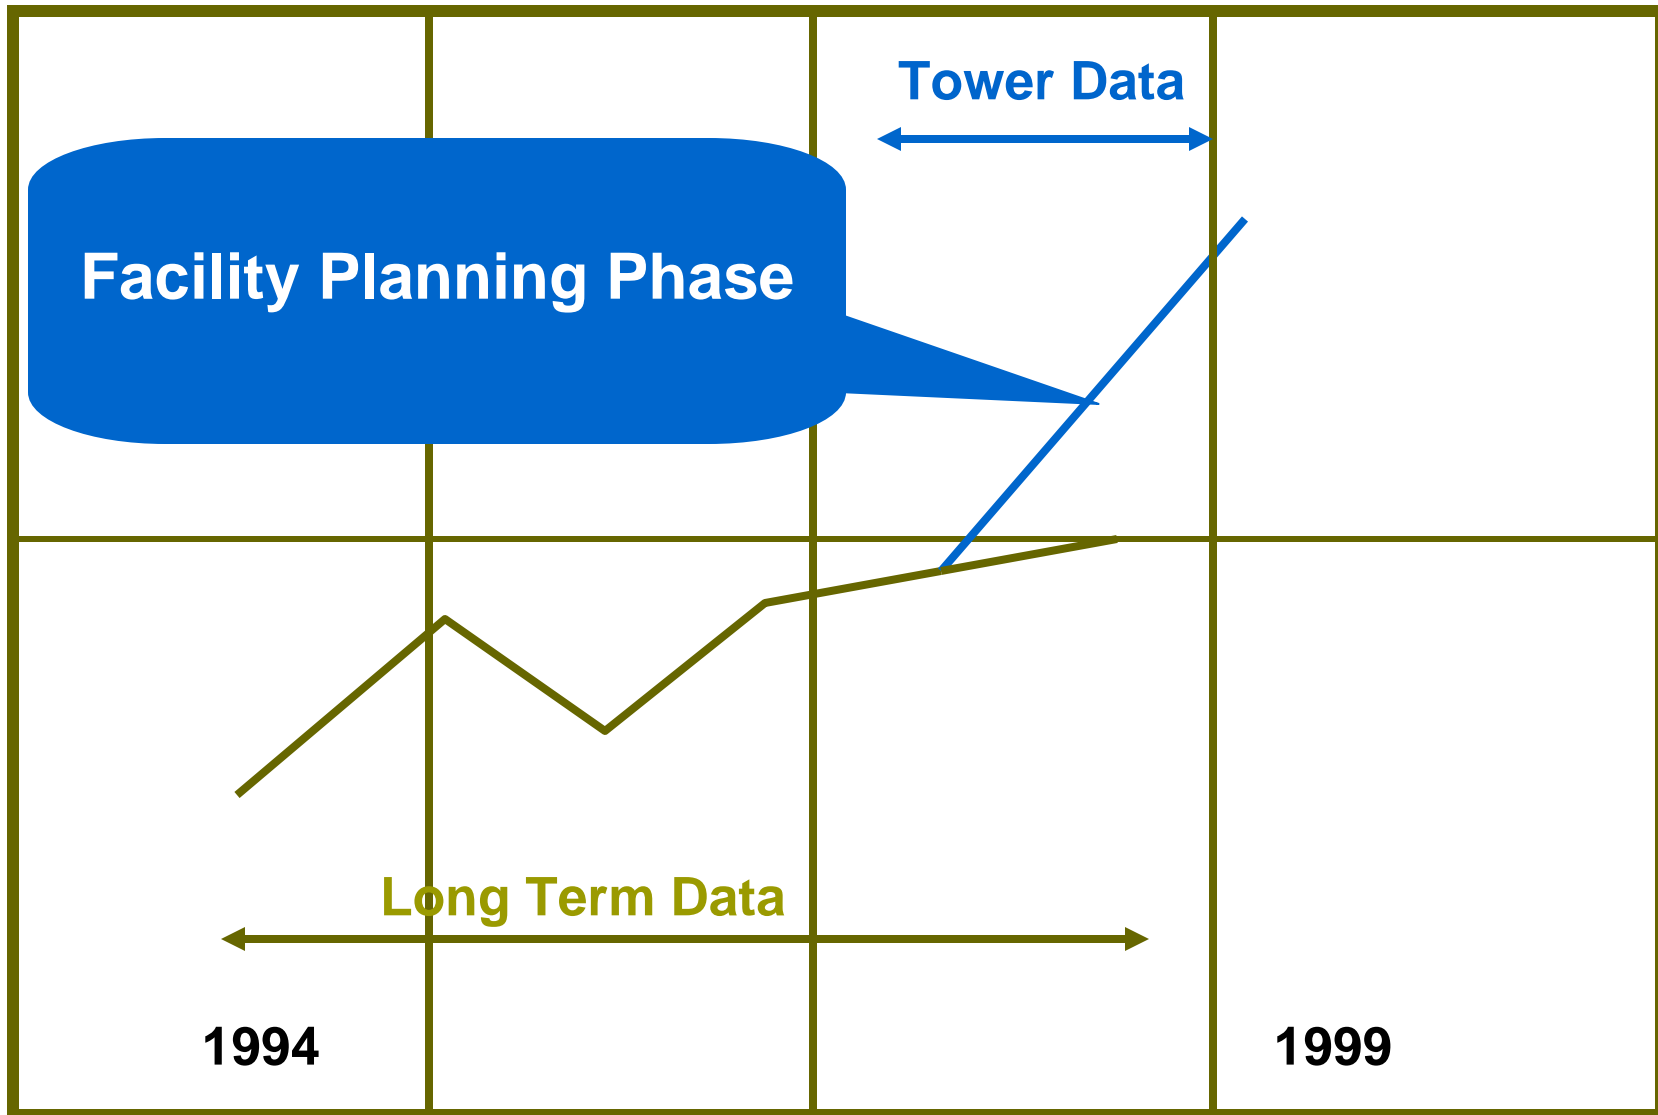 Tower Data
Facility Planning Phase
Long Term Data
1994
1999